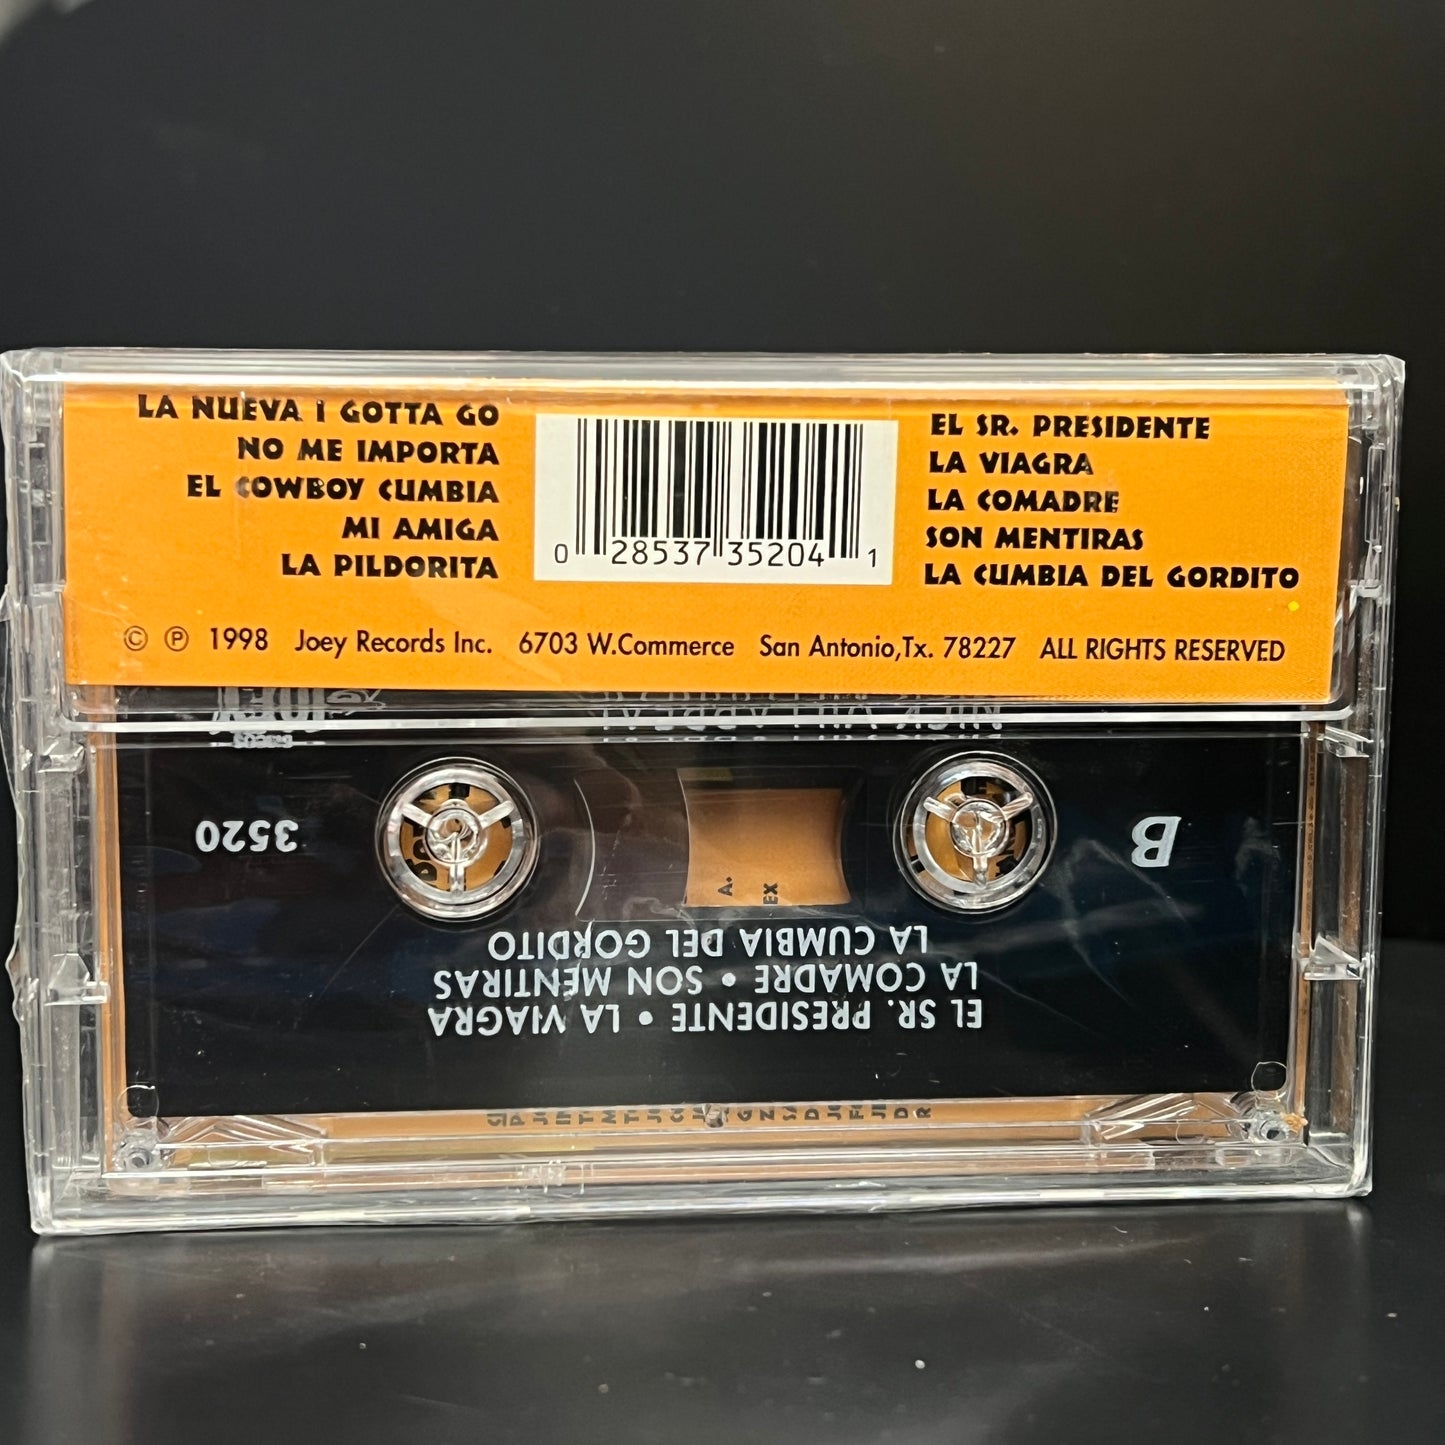 LA NUEVA I GOTTA GO
NO ME IMPORTA
EL COWBOY CUMBIA
MI AMIGA
LA PILDORITA
0 28537 35204 1
EL SR. PRESIDENTE
LA VIAGRA
LA COMADRE
SON MENTIRAS
LA CUMBIA DEL GORDITO
© ℗ 1998 Joey Records Inc. 6703 W.Commerce San Antonio,Tx. 78227 ALL RIGHTS RESERVED
B
3520
EL SR. PRESIDENTE • LA VIAGRA
LA COMADRE • SON MENTIRAS
LA CUMBIA DEL GORDITO
A.
EX